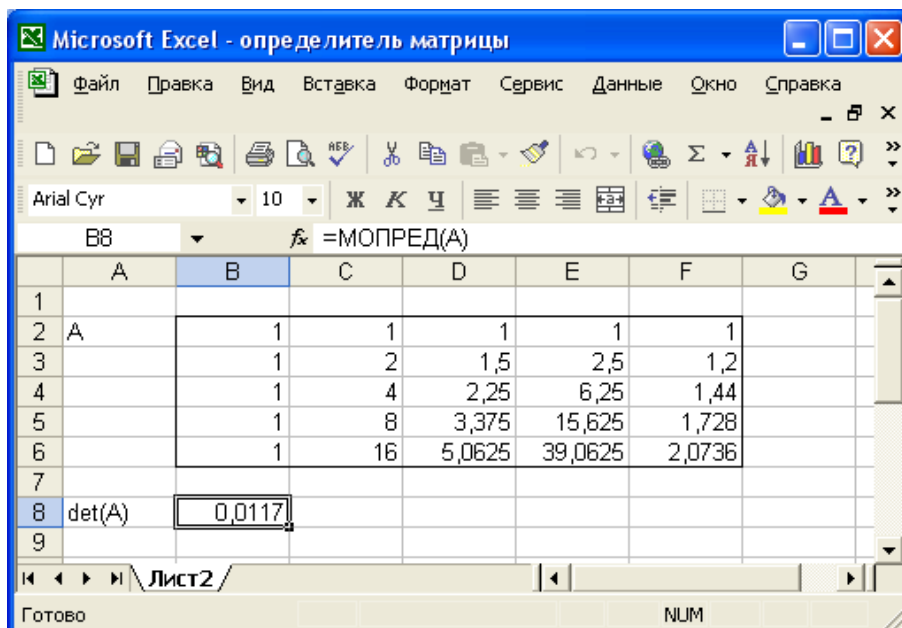 Microsoft Excel - определитель матрицы
Файл Правка Вид Вставка Формат Сервис Данные Окно Справка
Arial Cyr 10 Ж К Ч
B8 fx =МОПРЕД(A)
A B C D E F G
1
2 A 1 1 1 1 1
3 1 2 1,5 2,5 1,2
4 1 4 2,25 6,25 1,44
5 1 8 3,375 15,625 1,728
6 1 16 5,0625 39,0625 2,0736
7
8 det(A) 0,0117
9
Лист2
Готово NUM